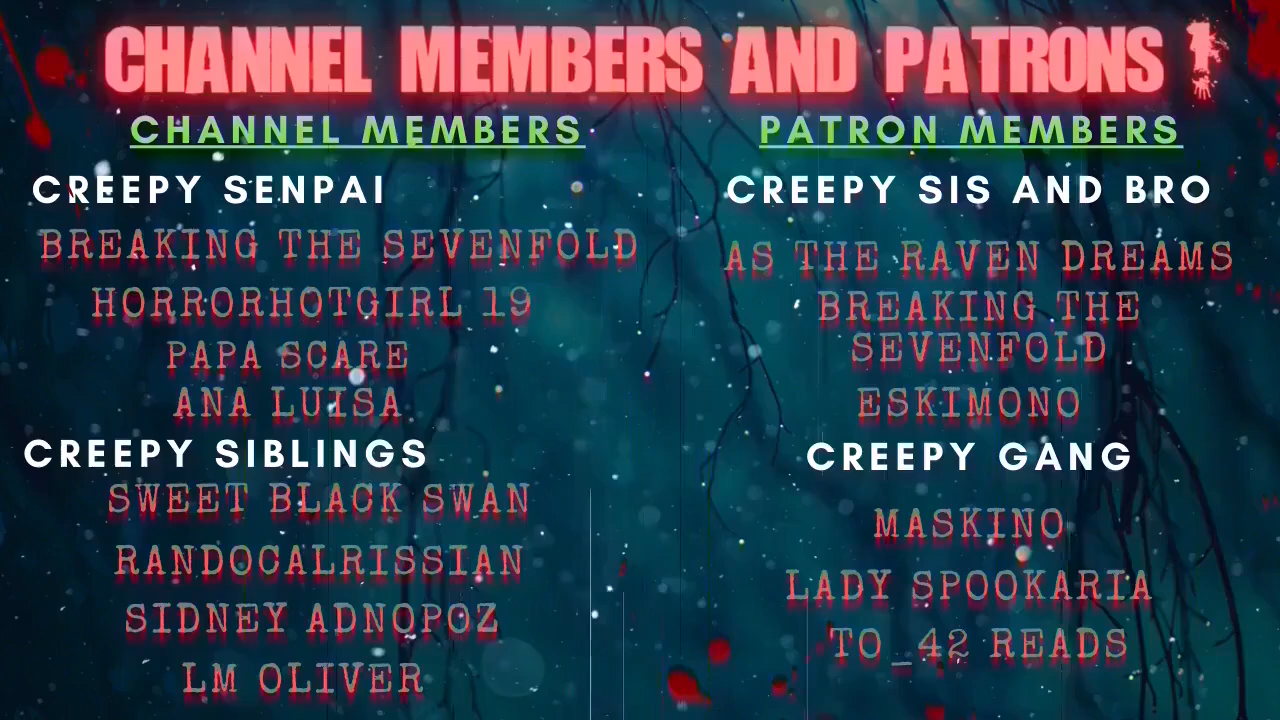 CHANNEL MEMBERS AND PATRONS !
CHANNEL MEMBERS
CREEPY SENPAI
BREAKING THE SEVENFOLD
HORRORHOTGIRL 19
PAPA SCARE
ANA LUISA
CREEPY SIBLINGS
SWEET BLACK SWAN
RANDOCALRISSIAN
SIDNEY ADNOPOZ
LM OLIVER
PATRON MEMBERS
CREEPY SIS AND BRO
AS THE RAVEN DREAMS
BREAKING THE
SEVENFOLD
ESKIMONO
CREEPY GANG
MASKINO
LADY SPOOKARIA
TO_42 READS